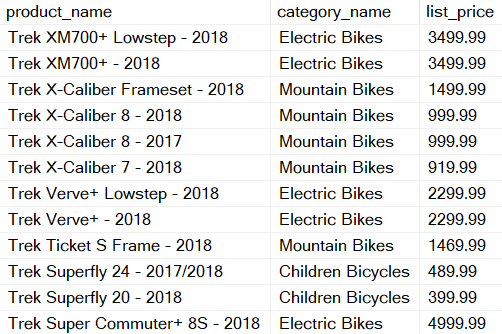 product_name category_name list_price
Trek XM700+ Lowstep - 2018 Electric Bikes 3499.99
Trek XM700+ - 2018 Electric Bikes 3499.99
Trek X-Caliber Frameset - 2018 Mountain Bikes 1499.99
Trek X-Caliber 8 - 2018 Mountain Bikes 999.99
Trek X-Caliber 8 - 2017 Mountain Bikes 999.99
Trek X-Caliber 7 - 2018 Mountain Bikes 919.99
Trek Verve+ Lowstep - 2018 Electric Bikes 2299.99
Trek Verve+ - 2018 Electric Bikes 2299.99
Trek Ticket S Frame - 2018 Mountain Bikes 1469.99
Trek Superfly 24 - 2017/2018 Children Bicycles 489.99
Trek Superfly 20 - 2018 Children Bicycles 399.99
Trek Super Commuter+ 8S - 2018 Electric Bikes 4999.99